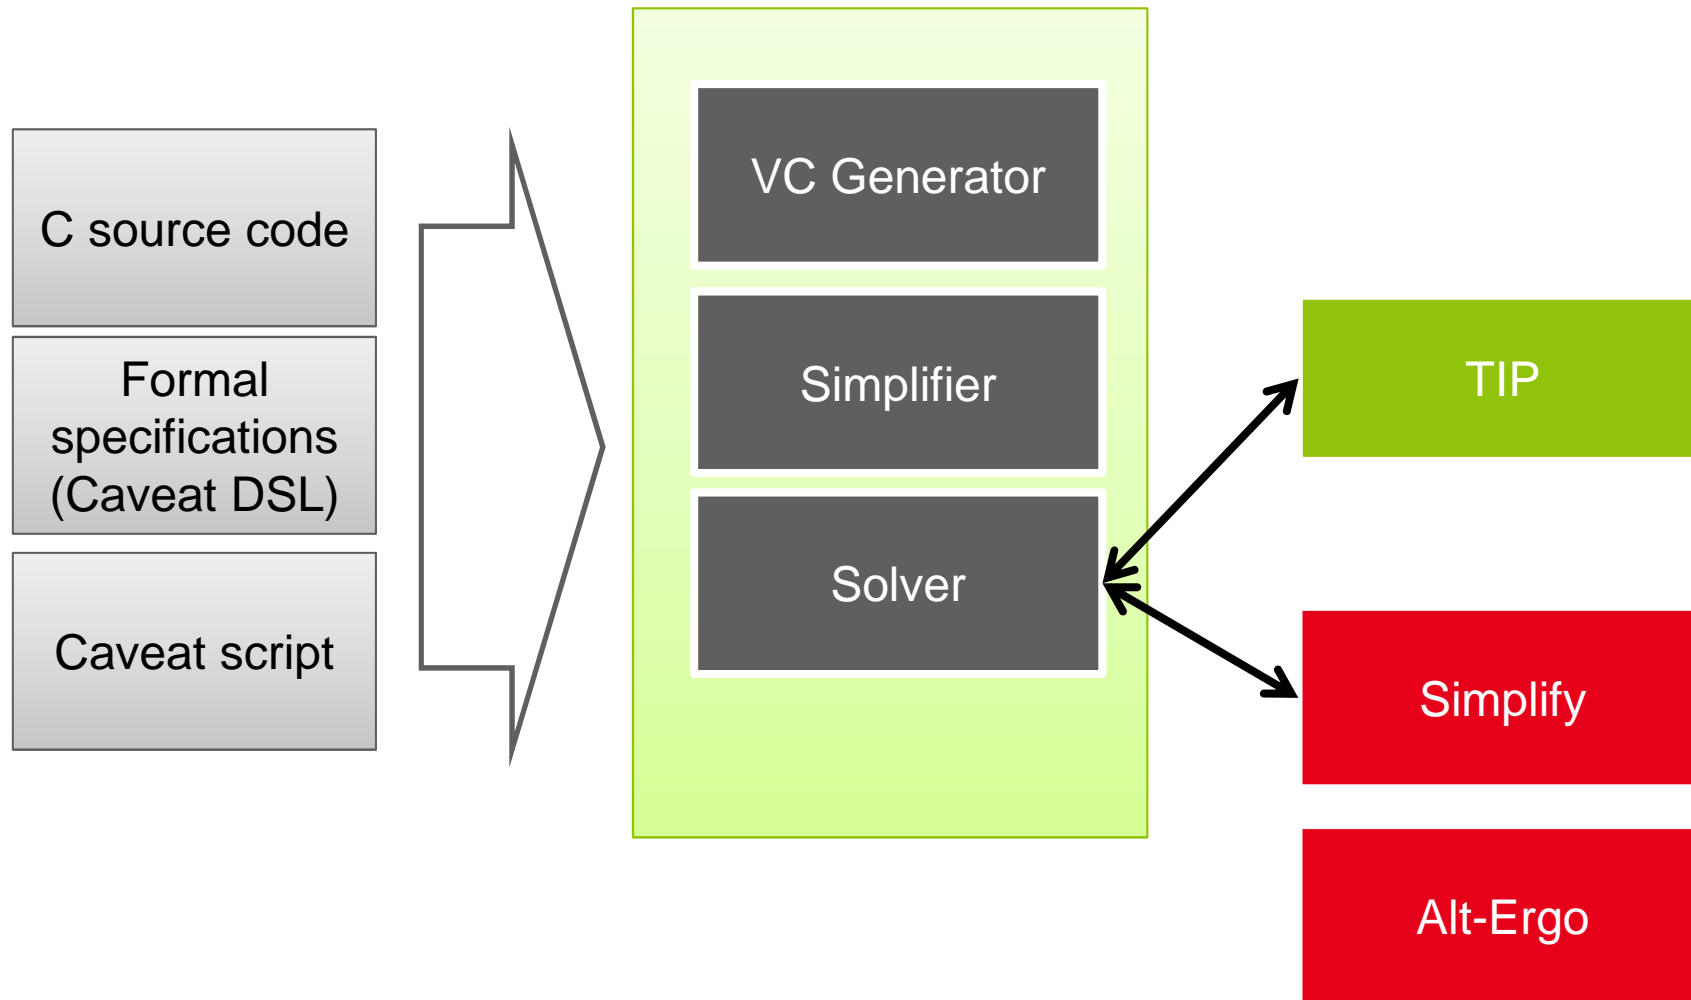 C source code
Formal
specifications
(Caveat DSL)
Caveat script
VC Generator
Simplifier
Solver
TIP
Simplify
Alt-Ergo